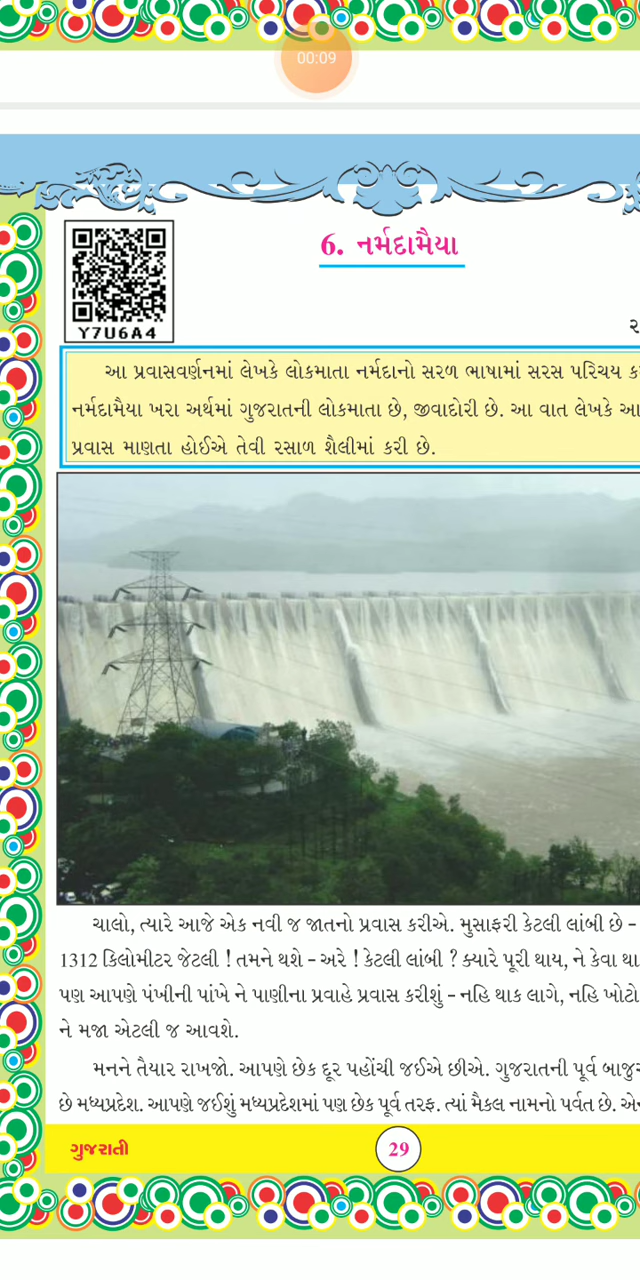 00:09
6. નર્મદામૈયા
Y7U6A4
આ પ્રવાસવર્ણનમાં લેખકે લોકમાતા નર્મદાનો સરળ ભાષામાં સરસ પરિચય
નર્મદામૈયા ખરા અર્થમાં ગુજરાતની લોકમાતા છે, જીવાદોરી છે. આ વાત લેખકે
પ્રવાસ માણતા હોઈએ તેવી રસાળ શૈલીમાં કરી છે.
ચાલો, ત્યારે આજે એક નવી જ જાતનો પ્રવાસ કરીએ. મુસાફરી કેટલી લાંબી છે -
1312 કિલોમીટર જેટલી ! તમને થશે - અરે ! કેટલી લાંબી ? ક્યારે પૂરી થાય, ને કેવા
પણ આપણે પંખીની પાંખે ને પાણીના પ્રવાહે પ્રવાસ કરીશું - નહિ થાક લાગે, નહિ ખોટો
ને મજા એટલી જ આવશે.
મનને તૈયાર રાખજો. આપણે છેક દૂર પહોંચી જઈએ છીએ. ગુજરાતની પૂર્વ
છે મધ્યપ્રદેશ. આપણે જઈશું મધ્યપ્રદેશમાં પણ છેક પૂર્વ તરફ. ત્યાં મૈકલ નામનો પર્વત છે.
ગુજરાતી
29